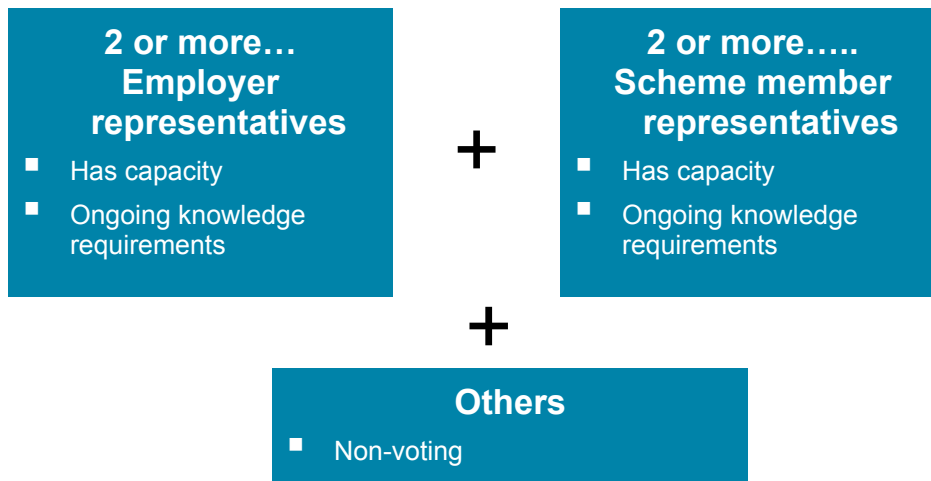 2 or more…
Employer
representatives
▪ Has capacity
▪ Ongoing knowledge
requirements
+
2 or more…..
Scheme member
representatives
▪ Has capacity
▪ Ongoing knowledge
requirements
+
Others
▪ Non-voting